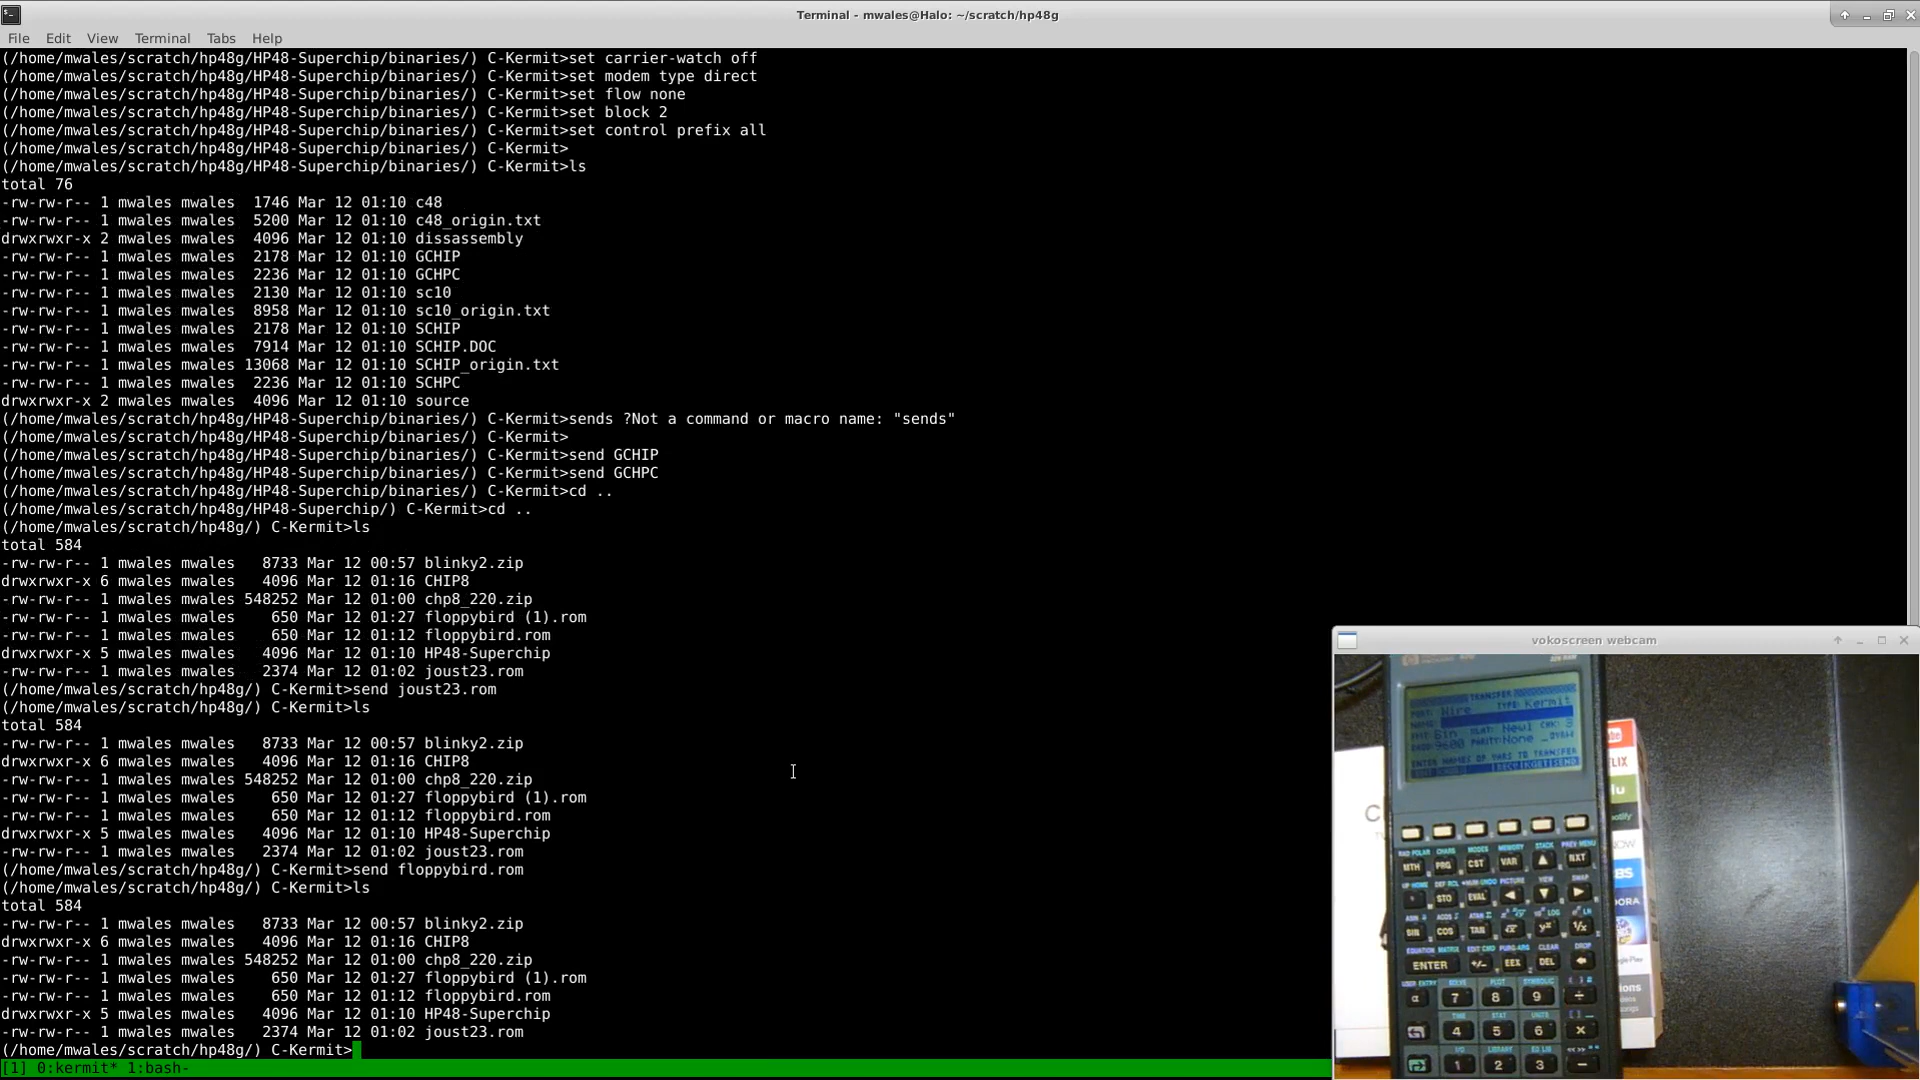 Terminal - mwales@Halo: ~/scratch/hp48g
File Edit View Terminal Tabs Help
(/home/mwales/scratch/hp48g/HP48-Superchip/binaries/) C-Kermit>set carrier-watch off
(/home/mwales/scratch/hp48g/HP48-Superchip/binaries/) C-Kermit>set modem type direct
(/home/mwales/scratch/hp48g/HP48-Superchip/binaries/) C-Kermit>set flow none
(/home/mwales/scratch/hp48g/HP48-Superchip/binaries/) C-Kermit>set block 2
(/home/mwales/scratch/hp48g/HP48-Superchip/binaries/) C-Kermit>set control prefix all
(/home/mwales/scratch/hp48g/HP48-Superchip/binaries/) C-Kermit>
(/home/mwales/scratch/hp48g/HP48-Superchip/binaries/) C-Kermit>ls
total 76
-rw-rw-r-- 1 mwales mwales  1746 Mar 12 01:10 c48
-rw-rw-r-- 1 mwales mwales  5200 Mar 12 01:10 c48_origin.txt
drwxrwxr-x 2 mwales mwales  4096 Mar 12 01:10 dissassembly
-rw-rw-r-- 1 mwales mwales  2178 Mar 12 01:10 GCHIP
-rw-rw-r-- 1 mwales mwales  2236 Mar 12 01:10 GCHPC
-rw-rw-r-- 1 mwales mwales  2130 Mar 12 01:10 sc10
-rw-rw-r-- 1 mwales mwales  8958 Mar 12 01:10 sc10_origin.txt
-rw-rw-r-- 1 mwales mwales  2178 Mar 12 01:10 SCHIP
-rw-rw-r-- 1 mwales mwales  7914 Mar 12 01:10 SCHIP.DOC
-rw-rw-r-- 1 mwales mwales 13068 Mar 12 01:10 SCHIP_origin.txt
-rw-rw-r-- 1 mwales mwales  2236 Mar 12 01:10 SCHPC
drwxrwxr-x 2 mwales mwales  4096 Mar 12 01:10 source
(/home/mwales/scratch/hp48g/HP48-Superchip/binaries/) C-Kermit>sends ?Not a command or macro name: "sends"
(/home/mwales/scratch/hp48g/HP48-Superchip/binaries/) C-Kermit>
(/home/mwales/scratch/hp48g/HP48-Superchip/binaries/) C-Kermit>send GCHIP
(/home/mwales/scratch/hp48g/HP48-Superchip/binaries/) C-Kermit>send GCHPC
(/home/mwales/scratch/hp48g/HP48-Superchip/binaries/) C-Kermit>cd ..
(/home/mwales/scratch/hp48g/HP48-Superchip/) C-Kermit>cd ..
(/home/mwales/scratch/hp48g/) C-Kermit>ls
total 584
-rw-rw-r-- 1 mwales mwales   8733 Mar 12 00:57 blinky2.zip
drwxrwxr-x 6 mwales mwales   4096 Mar 12 01:16 CHIP8
-rw-rw-r-- 1 mwales mwales 548252 Mar 12 01:00 chp8_220.zip
-rw-rw-r-- 1 mwales mwales    650 Mar 12 01:27 floppybird (1).rom
-rw-rw-r-- 1 mwales mwales    650 Mar 12 01:12 floppybird.rom
drwxrwxr-x 5 mwales mwales   4096 Mar 12 01:10 HP48-Superchip
-rw-rw-r-- 1 mwales mwales   2374 Mar 12 01:02 joust23.rom
(/home/mwales/scratch/hp48g/) C-Kermit>send joust23.rom
(/home/mwales/scratch/hp48g/) C-Kermit>ls
total 584
-rw-rw-r-- 1 mwales mwales   8733 Mar 12 00:57 blinky2.zip
drwxrwxr-x 6 mwales mwales   4096 Mar 12 01:16 CHIP8
-rw-rw-r-- 1 mwales mwales 548252 Mar 12 01:00 chp8_220.zip
-rw-rw-r-- 1 mwales mwales    650 Mar 12 01:27 floppybird (1).rom
-rw-rw-r-- 1 mwales mwales    650 Mar 12 01:12 floppybird.rom
drwxrwxr-x 5 mwales mwales   4096 Mar 12 01:10 HP48-Superchip
-rw-rw-r-- 1 mwales mwales   2374 Mar 12 01:02 joust23.rom
(/home/mwales/scratch/hp48g/) C-Kermit>send floppybird.rom
(/home/mwales/scratch/hp48g/) C-Kermit>ls
total 584
-rw-rw-r-- 1 mwales mwales   8733 Mar 12 00:57 blinky2.zip
drwxrwxr-x 6 mwales mwales   4096 Mar 12 01:16 CHIP8
-rw-rw-r-- 1 mwales mwales 548252 Mar 12 01:00 chp8_220.zip
-rw-rw-r-- 1 mwales mwales    650 Mar 12 01:27 floppybird (1).rom
-rw-rw-r-- 1 mwales mwales    650 Mar 12 01:12 floppybird.rom
drwxrwxr-x 5 mwales mwales   4096 Mar 12 01:10 HP48-Superchip
-rw-rw-r-- 1 mwales mwales   2374 Mar 12 01:02 joust23.rom
(/home/mwales/scratch/hp48g/) C-Kermit>
[1] 0:kermit* 1:bash-
vokoscreen webcam
TRANSFER
PORT: Wire TYPE: Kermit
NAME:
BAUD: 9600 PARITY: None
ENTER NAMES OF VARS TO TRANSFER
MTH PRG CST VAR ▲ NXT
' STO EVAL ◀ ▼ ▶
SIN COS TAN √x y^x 1/x
ENTER +/- EEX DEL
α 7 8 9 ÷
4 5 6 ×
1 2 3 −